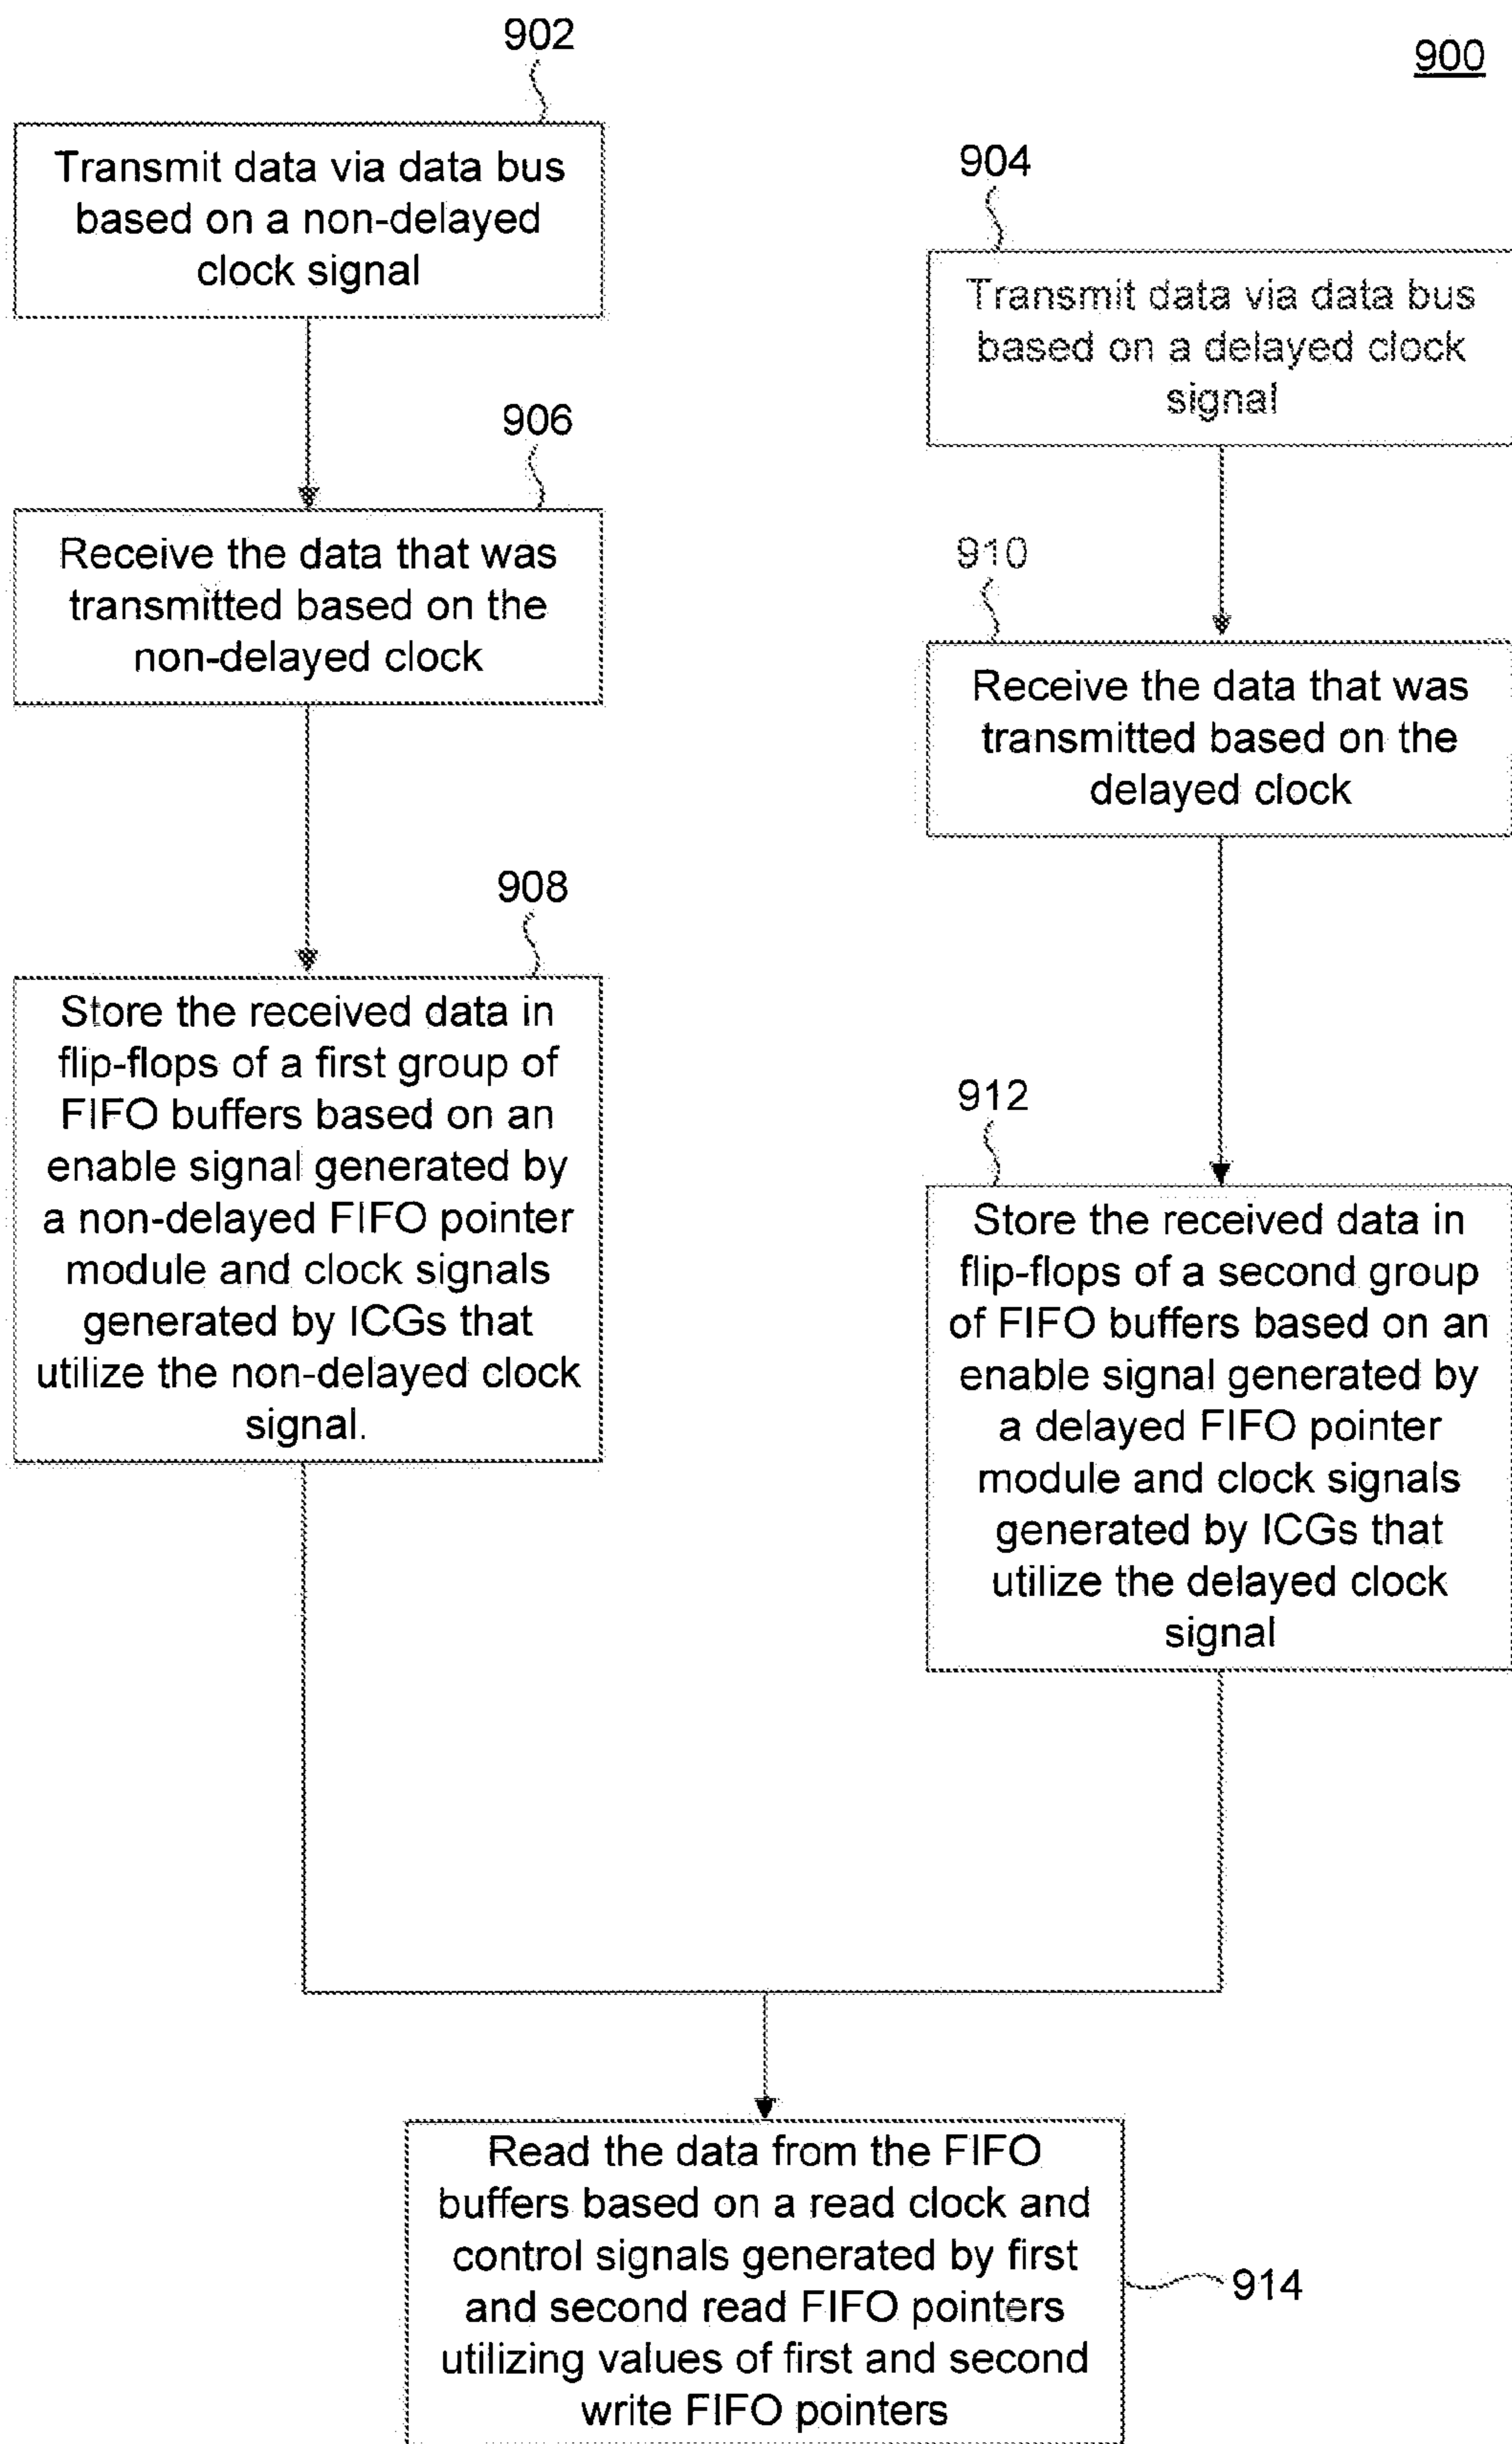 900
902
Transmit data via data bus
based on a non-delayed
clock signal
904
Transmit data via data bus
based on a delayed clock
signal
906
Receive the data that was
transmitted based on the
non-delayed clock
910
Receive the data that was
transmitted based on the
delayed clock
908
Store the received data in
flip-flops of a first group of
FIFO buffers based on an
enable signal generated by
a non-delayed FIFO pointer
module and clock signals
generated by ICGs that
utilize the non-delayed clock
signal.
912
Store the received data in
flip-flops of a second group
of FIFO buffers based on an
enable signal generated by
a delayed FIFO pointer
module and clock signals
generated by ICGs that
utilize the delayed clock
signal
Read the data from the FIFO
buffers based on a read clock and
control signals generated by first
and second read FIFO pointers
utilizing values of first and second
write FIFO pointers
914